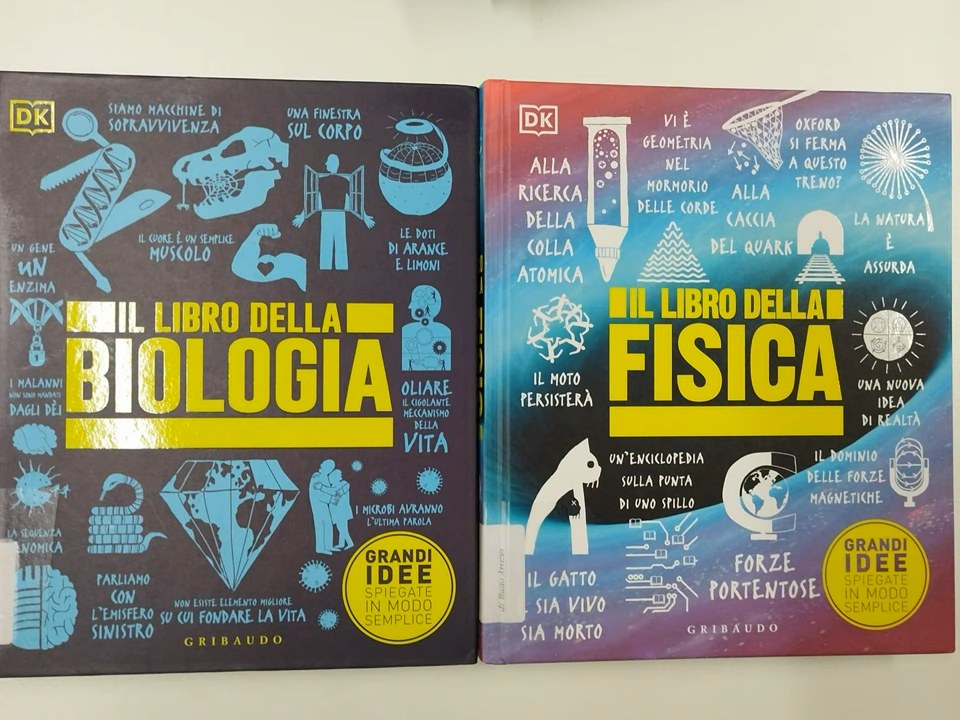 DK
SIAMO MACCHINE DI
SOPRAVVIVENZA
UNA FINESTRA
SUL CORPO
IL CUORE È UN SEMPLICE
MUSCOLO
LE DOTI
DI ARANCE
E LIMONI
UN GENE
UN
ENZIMA
IL LIBRO DELLA
BIOLOGIA
I MALANNI
NON SONO MANDATI
DAGLI DÈI
OLIARE
IL CIGOLANTE
MECCANISMO
DELLA
VITA
LA SEQUENZA
I MICROBI AVRANNO
L'ULTIMA PAROLA
PARLIAMO
CON
L'EMISFERO
SINISTRO
NON ESISTE ELEMENTO MIGLIORE
SU CUI FONDARE LA VITA
GRANDI
IDEE
SPIEGATE
IN MODO
SEMPLICE
GRIBAUDO
DK
ALLA
RICERCA
DELLA
COLLA
ATOMICA
VI È
GEOMETRIA
NEL
MORMORIO
DELLE CORDE
ALLA
CACCIA
DEL QUARK
OXFORD
SI FERMA
A QUESTO
TRENO?
LA NATURA
È
ASSURDA
IL LIBRO DELLA
FISICA
IL MOTO
PERSISTERÀ
UNA NUOVA
IDEA
DI REALTÀ
UN'ENCICLOPEDIA
SULLA PUNTA
DI UNO SPILLO
IL DOMINIO
DELLE FORZE
MAGNETICHE
IL GATTO
SIA VIVO
SIA MORTO
FORZE
PORTENTOSE
GRANDI
IDEE
SPIEGATE
IN MODO
SEMPLICE
GRIBAUDO